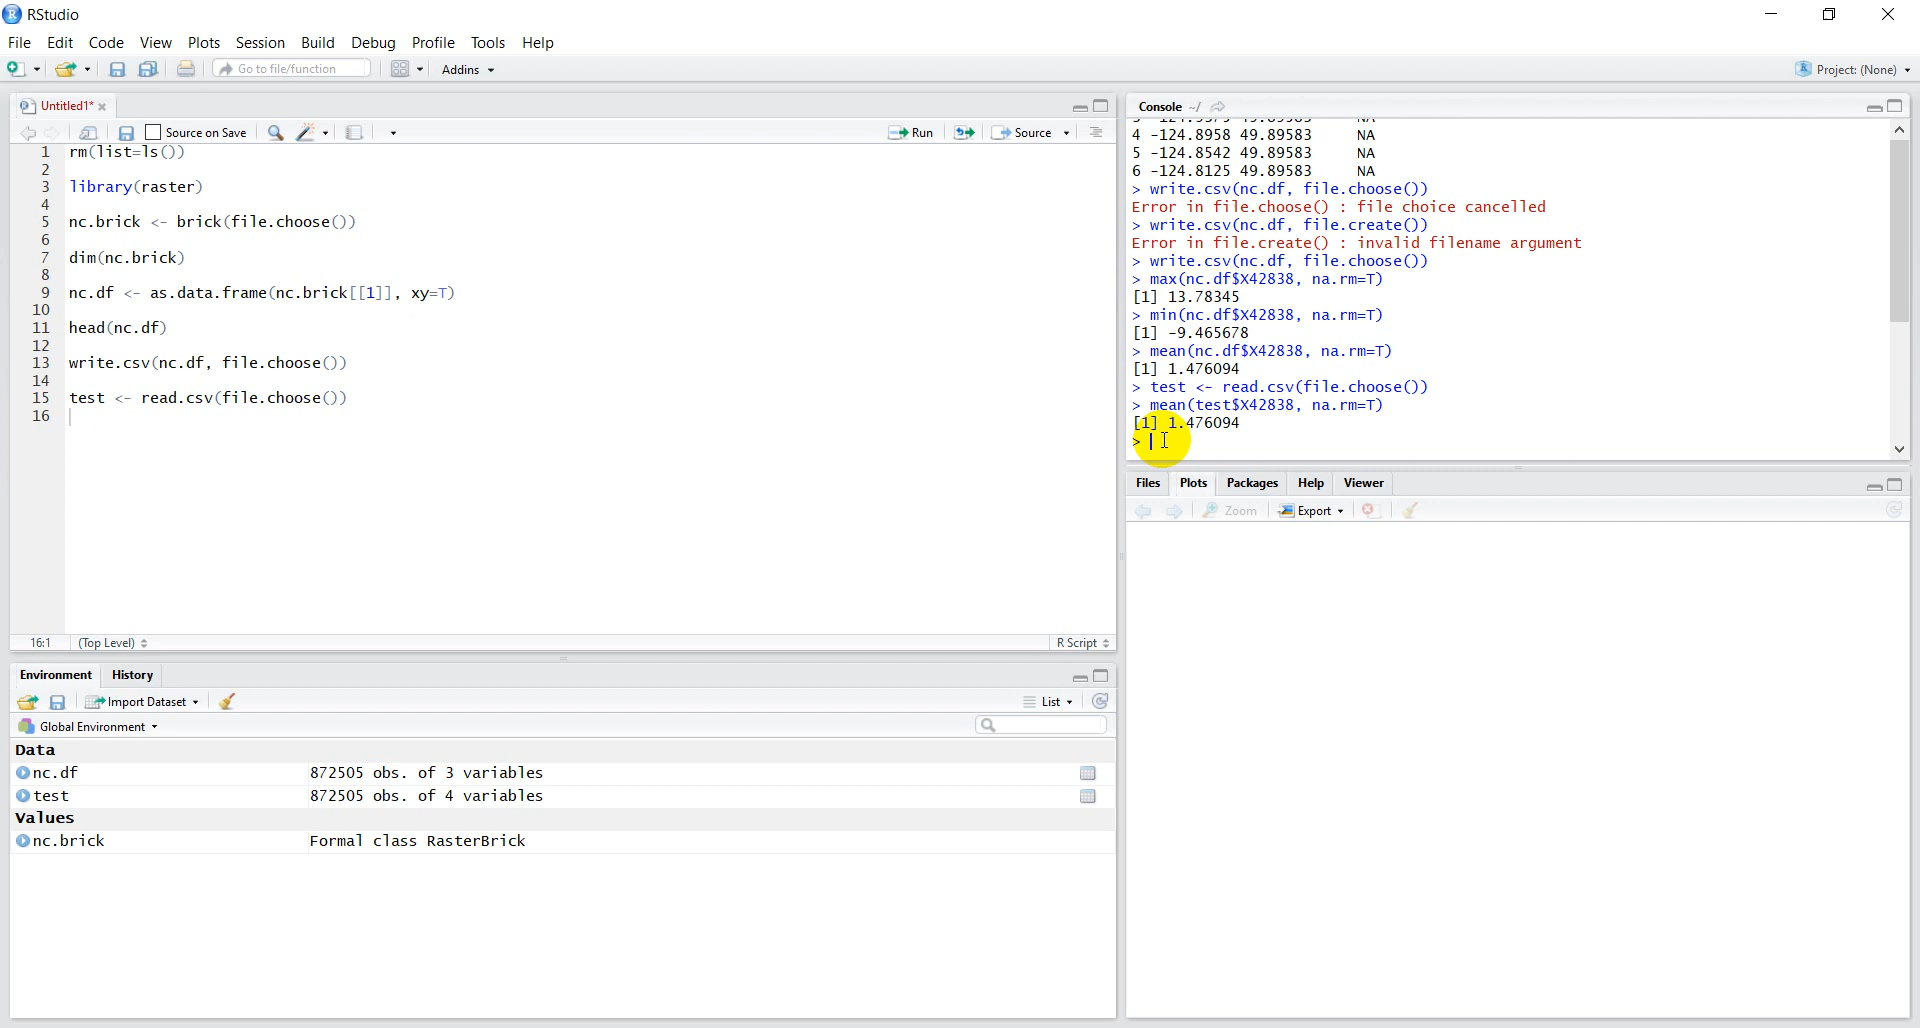 RStudio
File Edit Code View Plots Session Build Debug Profile Tools Help
Go to file/function Addins Project: (None)
Untitled1*
Source on Save Run Source
1 rm(list=ls())
2
3 library(raster)
4
5 nc.brick <- brick(file.choose())
6
7 dim(nc.brick)
8
9 nc.df <- as.data.frame(nc.brick[[1]], xy=T)
10
11 head(nc.df)
12
13 write.csv(nc.df, file.choose())
14
15 test <- read.csv(file.choose())
16
16:1 (Top Level) R Script
Environment History
Import Dataset List
Global Environment
Data
nc.df 872505 obs. of 3 variables
test 872505 obs. of 4 variables
Values
nc.brick Formal class RasterBrick
Console ~/
4 -124.8958 49.89583 NA
5 -124.8542 49.89583 NA
6 -124.8125 49.89583 NA
> write.csv(nc.df, file.choose())
Error in file.choose() : file choice cancelled
> write.csv(nc.df, file.create())
Error in file.create() : invalid filename argument
> write.csv(nc.df, file.choose())
> max(nc.df$X42838, na.rm=T)
[1] 13.78345
> min(nc.df$X42838, na.rm=T)
[1] -9.465678
> mean(nc.df$X42838, na.rm=T)
[1] 1.476094
> test <- read.csv(file.choose())
> mean(test$X42838, na.rm=T)
[1] 1.476094
>
Files Plots Packages Help Viewer
Zoom Export